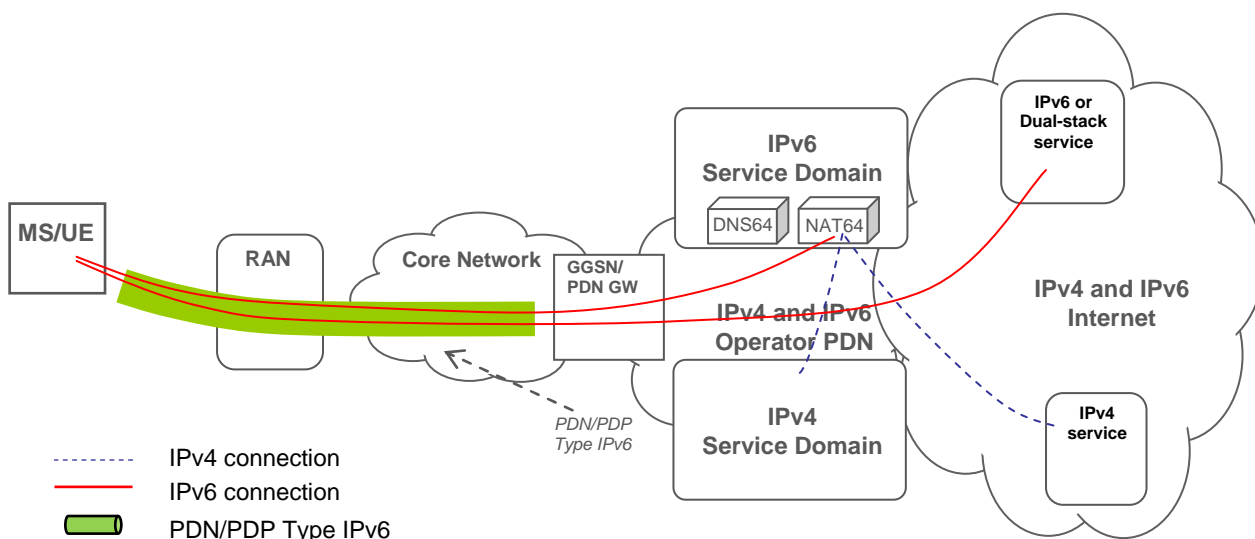 IPv6 or
Dual-stack
service
IPv6
Service Domain
DNS64
NAT64
MS/UE
RAN
Core Network
GGSN/
PDN GW
IPv4 and IPv6
Operator PDN
IPv4 and IPv6
Internet
PDN/PDP
Type IPv6
IPv4
Service Domain
IPv4
service
IPv4 connection
IPv6 connection
PDN/PDP Type IPv6